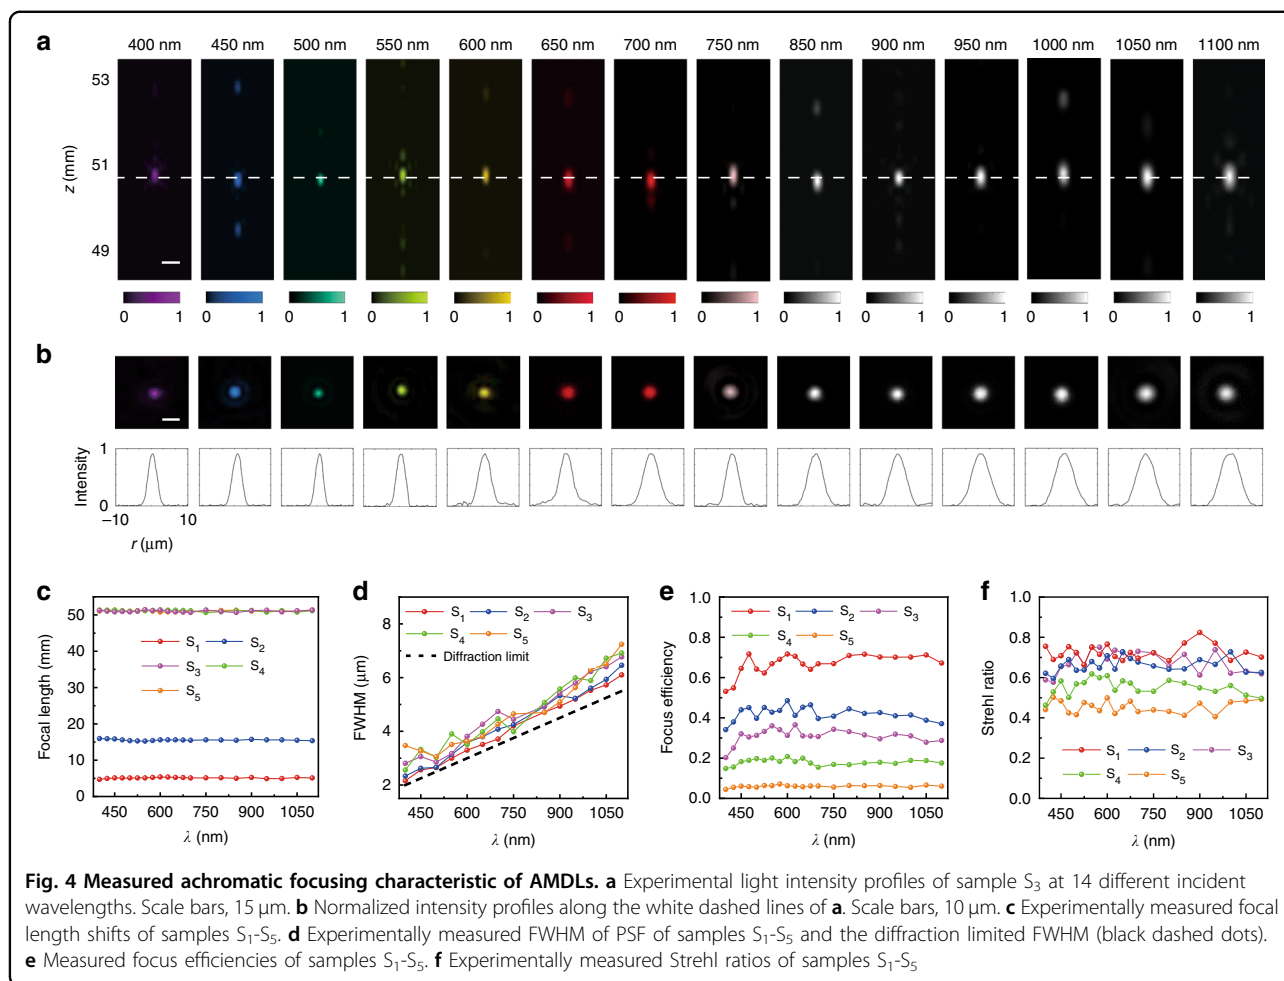 a
400 nm 450 nm 500 nm 550 nm 600 nm 650 nm 700 nm 750 nm 850 nm 900 nm 950 nm 1000 nm 1050 nm 1100 nm
53
51
49
z (mm)
0 1 0 1 0 1 0 1 0 1 0 1 0 1 0 1 0 1 0 1 0 1 0 1 0 1 0 1
b
1
0
Intensity
−10 10
r (μm)
c
50
40
30
20
10
0
Focal length (mm)
S1 S2
S3 S4
S5
450 600 750 900 1050
λ (nm)
d
8
6
4
2
FWHM (μm)
S1 S2 S3
S4 S5
Diffraction limit
450 600 750 900 1050
λ (nm)
e
1.0
0.8
0.6
0.4
0.2
0.0
Focus efficiency
S1 S2 S3
S4 S5
450 600 750 900 1050
λ (nm)
f
1.0
0.8
0.6
0.4
0.2
0.0
Strehl ratio
S1 S2 S3
S4 S5
450 600 750 900 1050
λ (nm)
Fig. 4 Measured achromatic focusing characteristic of AMDLs. a Experimental light intensity profiles of sample S3 at 14 different incident
wavelengths. Scale bars, 15 μm. b Normalized intensity profiles along the white dashed lines of a. Scale bars, 10 μm. c Experimentally measured focal
length shifts of samples S1-S5. d Experimentally measured FWHM of PSF of samples S1-S5 and the diffraction limited FWHM (black dashed dots).
e Measured focus efficiencies of samples S1-S5. f Experimentally measured Strehl ratios of samples S1-S5